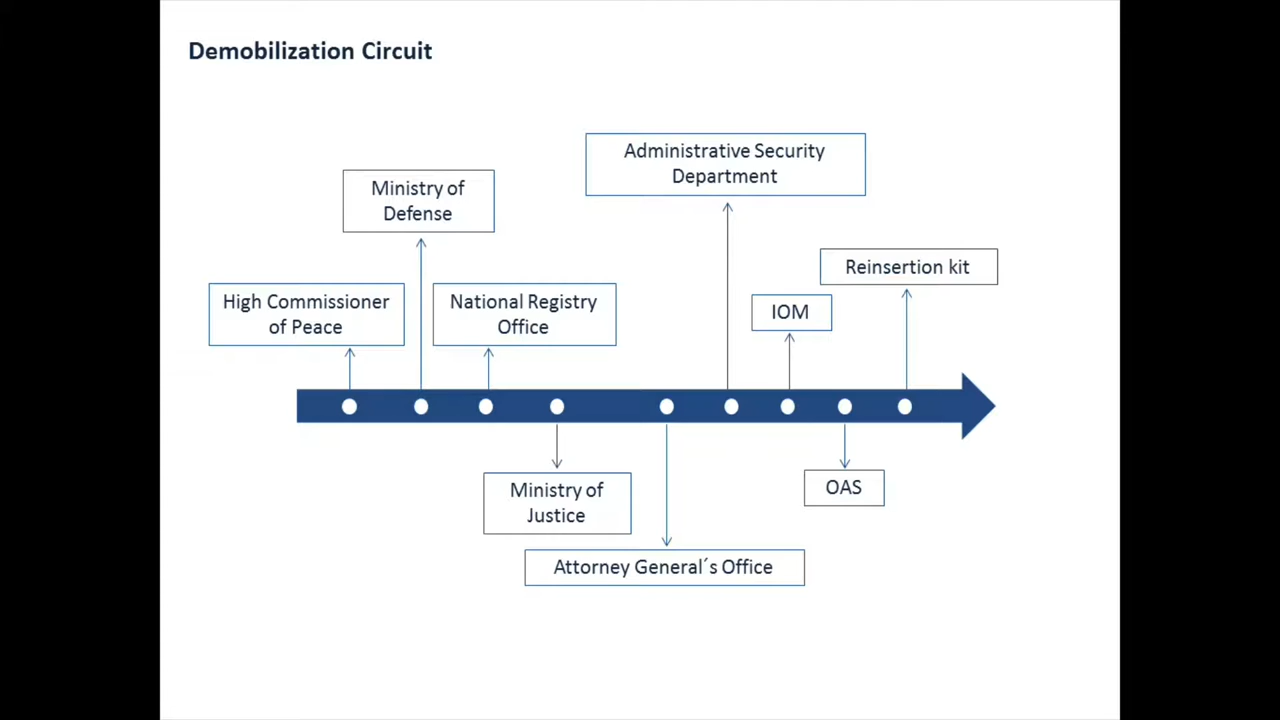 Demobilization Circuit
Administrative Security
Department
Ministry of
Defense
Reinsertion kit
High Commissioner
of Peace
National Registry
Office
IOM
Ministry of
Justice
OAS
Attorney General´s Office